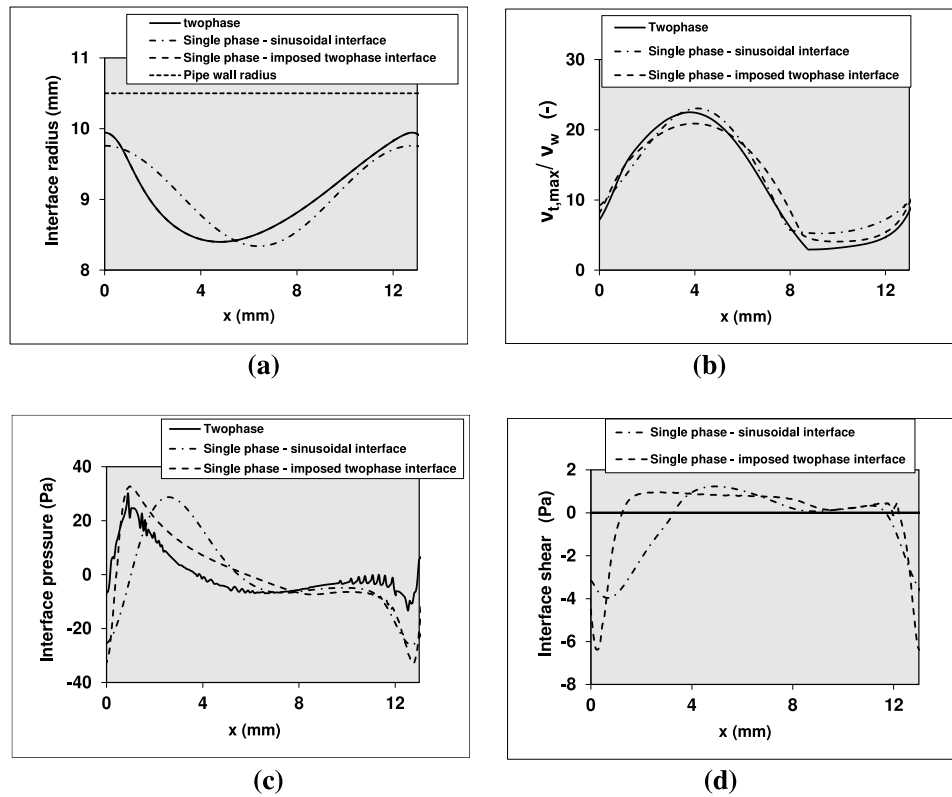 twophase
Single phase - sinusoidal interface
Single phase - imposed twophase interface
Pipe wall radius
11
10
9
8
Interface radius (mm)
0
4
8
12
x (mm)
(a)
Twophase
Single phase - sinusoidal interface
Single phase - imposed twophase interface
30
20
10
0
ν_t,max/ ν_w (-)
0
4
8
12
x (mm)
(b)
Twophase
Single phase - sinusoidal interface
Single phase - imposed twophase interface
40
20
0
-20
-40
Interface pressure (Pa)
0
4
8
12
x (mm)
(c)
Single phase - sinusoidal interface
Single phase - imposed twophase interface
2
0
-2
-4
-6
-8
Interface shear (Pa)
0
4
8
12
x (mm)
(d)